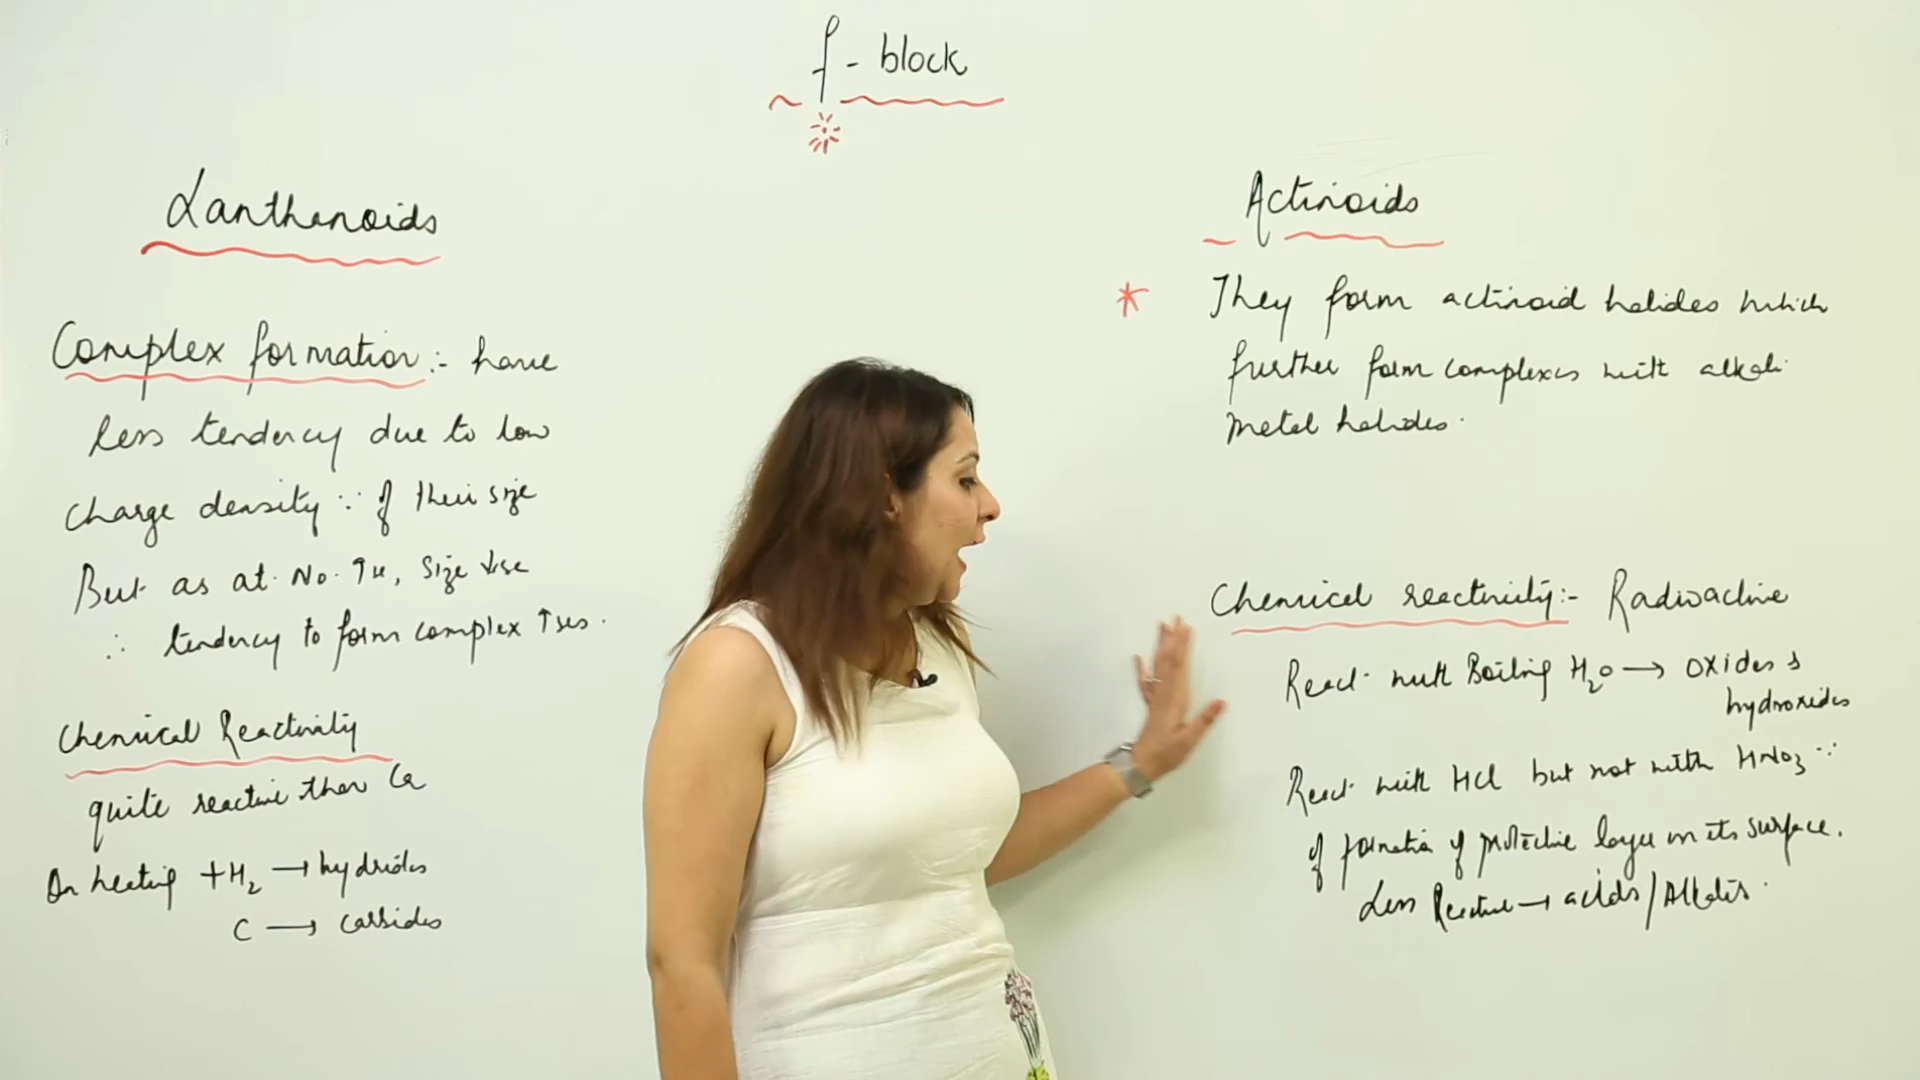 f - block
Lanthanoids
Complex formation :- have
less tendency due to low
charge density ∵ of their size
But as at. No. ↑se, size ↓se
∴ tendency to form complex ↑ses.
Chemical Reactivity
quite reactive than Ca
On heating + H2 → hydrides
C → carbides
Actinoids
* They form actinoid halides which
further form complexes with alkali
metal halides.
Chemical reactivity :- Radioactive
React with Boiling H2O → oxides &
hydroxides
React with HCl but not with HNO3 ∵
of formation of protective layer on its surface.
Less Reactive → acids / Alkalis.